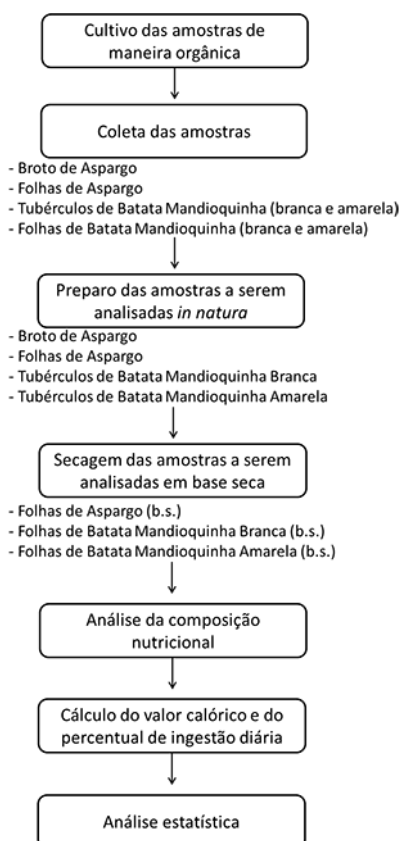 Cultivo das amostras de
maneira orgânica
Coleta das amostras
- Broto de Aspargo
- Folhas de Aspargo
- Tubérculos de Batata Mandioquinha (branca e amarela)
- Folhas de Batata Mandioquinha (branca e amarela)
Preparo das amostras a serem
analisadas in natura
- Broto de Aspargo
- Folhas de Aspargo
- Tubérculos de Batata Mandioquinha Branca
- Tubérculos de Batata Mandioquinha Amarela
Secagem das amostras a serem
analisadas em base seca
- Folhas de Aspargo (b.s.)
- Folhas de Batata Mandioquinha Branca (b.s.)
- Folhas de Batata Mandioquinha Amarela (b.s.)
Análise da composição
nutricional
Cálculo do valor calórico e do
percentual de ingestão diária
Análise estatística